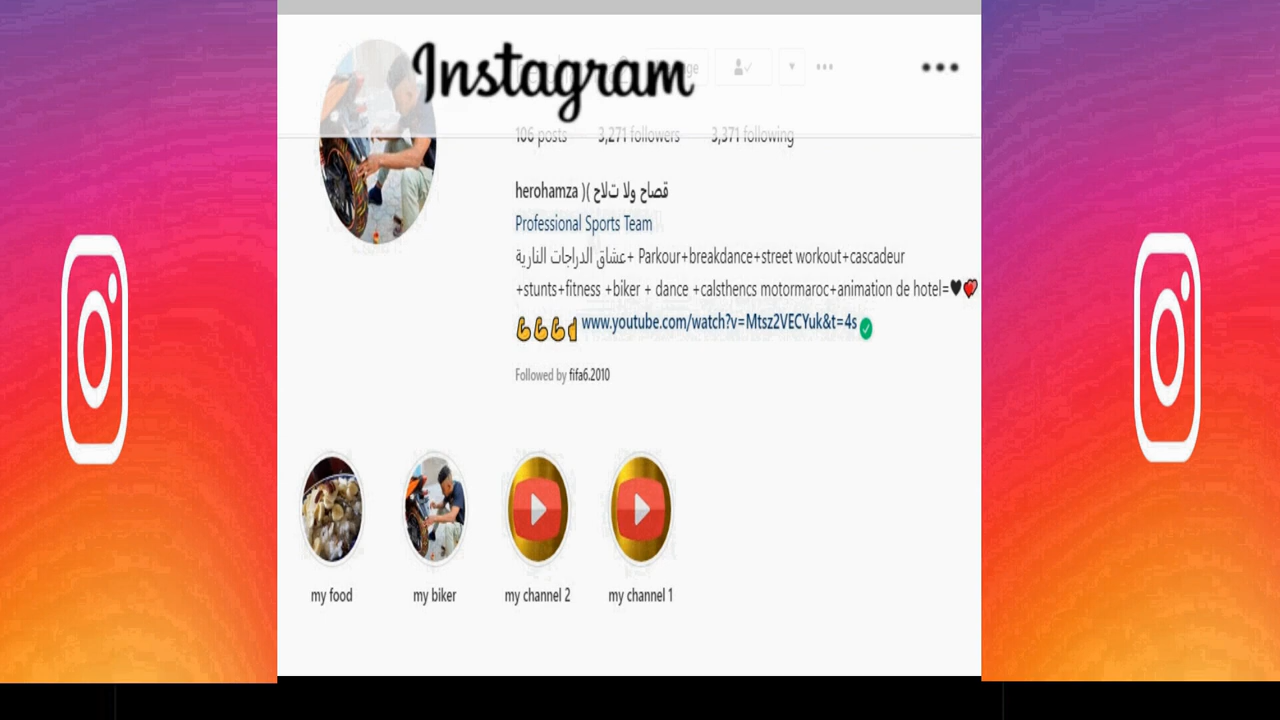 Instagram
106 posts 3,271 followers 3,371 following
herohamza )( قصاح ولا تلاح
Professional Sports Team
عشاق الدراجات النارية+ Parkour+breakdance+street workout+cascadeur
+stunts+fitness +biker + dance +calsthencs motormaroc+animation de hotel=🖤💘
💪💪💪☝ www.youtube.com/watch?v=Mtsz2VECYuk&t=4s ✅
Followed by fifa6.2010
my food my biker my channel 2 my channel 1